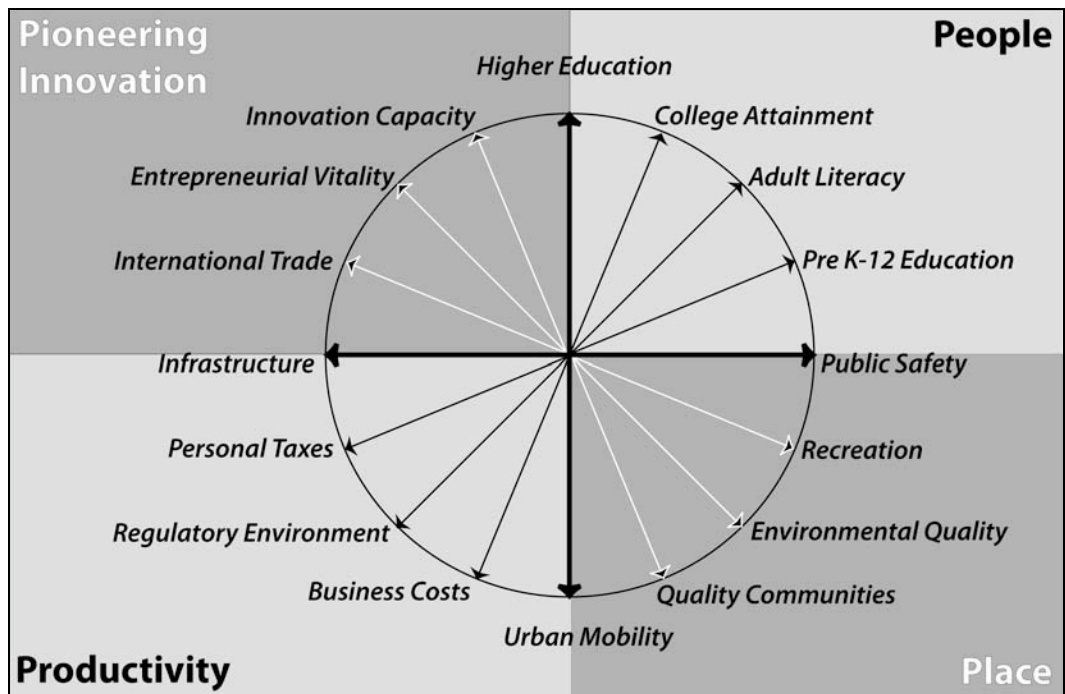 Pioneering
Innovation
People
Higher Education
Innovation Capacity
College Attainment
Entrepreneurial Vitality
Adult Literacy
International Trade
Pre K-12 Education
Infrastructure
Public Safety
Personal Taxes
Recreation
Regulatory Environment
Environmental Quality
Business Costs
Quality Communities
Urban Mobility
Productivity
Place